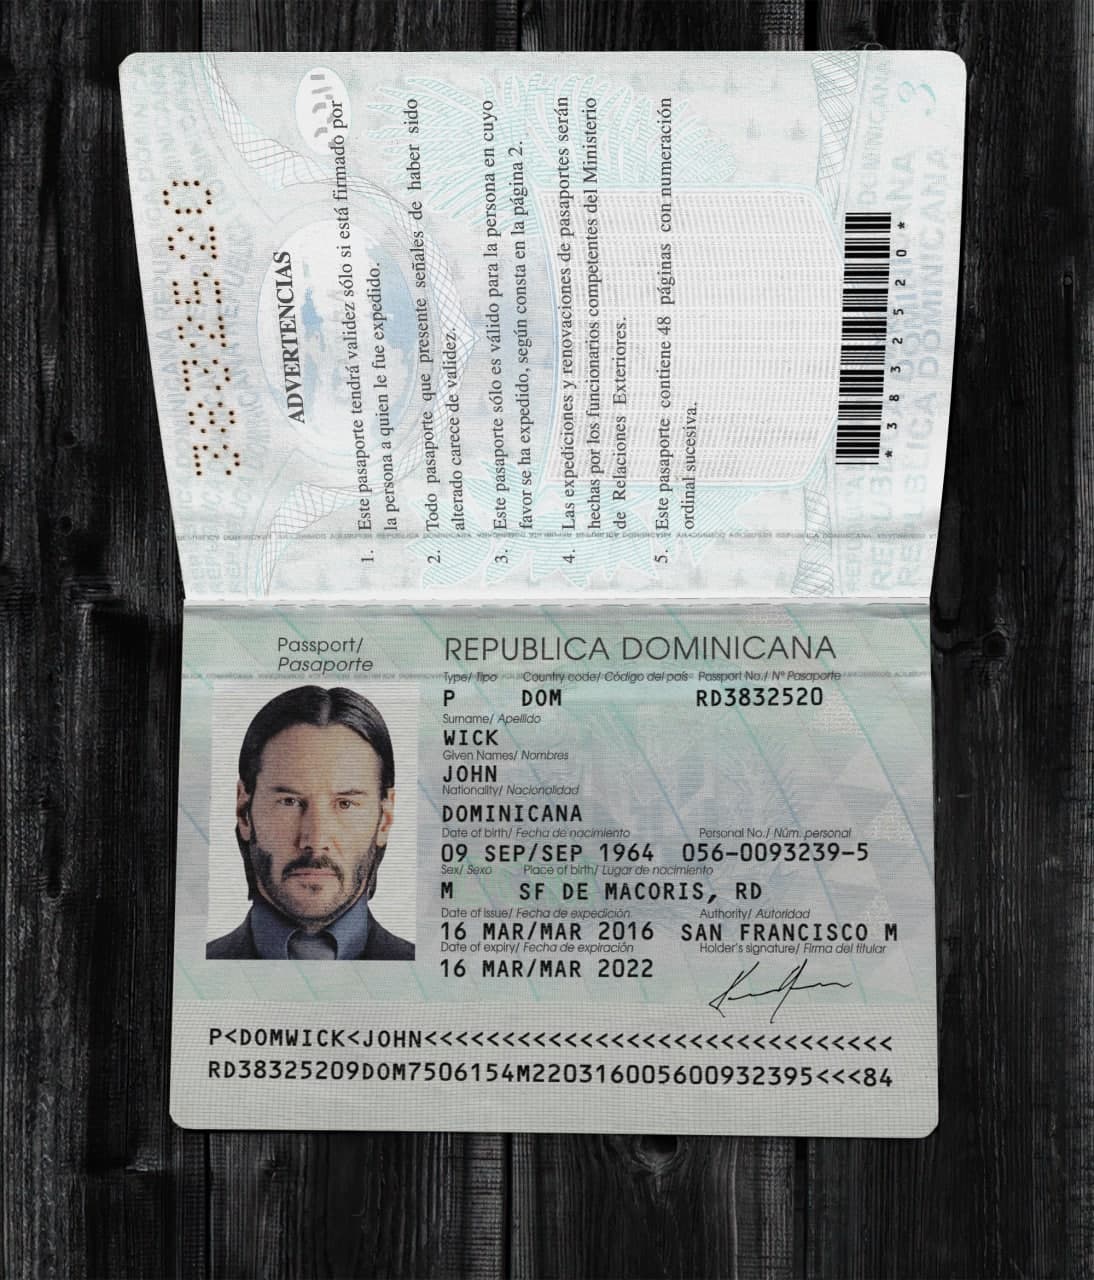 3832520
ADVERTENCIAS
1. Este pasaporte tendrá validez sólo si está firmado por
la persona a quien le fue expedido.
2. Todo pasaporte que presente señales de haber sido
alterado carece de validez.
3. Este pasaporte sólo es válido para la persona en cuyo
favor se ha expedido, según consta en la página 2.
4. Las expediciones y renovaciones de pasaportes serán
hechas por los funcionarios competentes del Ministerio
de Relaciones Exteriores.
5. Este pasaporte contiene 48 páginas con numeración
ordinal sucesiva.
*3832520*
REPUBLICA DOMINICANA
3
Passport/
Pasaporte
REPUBLICA DOMINICANA
Type/ Tipo Country code/ Código del país Passport No./ Nº Pasaporte
P DOM RD3832520
Surname/ Apellido
WICK
Given Names/ Nombres
JOHN
Nationality/ Nacionalidad
DOMINICANA
Date of birth/ Fecha de nacimiento Personal No./ Núm. personal
09 SEP/SEP 1964 056-0093239-5
Sex/ Sexo Place of birth/ Lugar de nacimiento
M SF DE MACORIS, RD
Date of issue/ Fecha de expedición Authority/ Autoridad
16 MAR/MAR 2016 SAN FRANCISCO M
Date of expiry/ Fecha de expiración Holder's signature/ Firma del titular
16 MAR/MAR 2022
P<DOMWICK<JOHN<<<<<<<<<<<<<<<<<<<<<<<<<<<<<<
RD38325209DOM7506154M220316005600932395<<<84